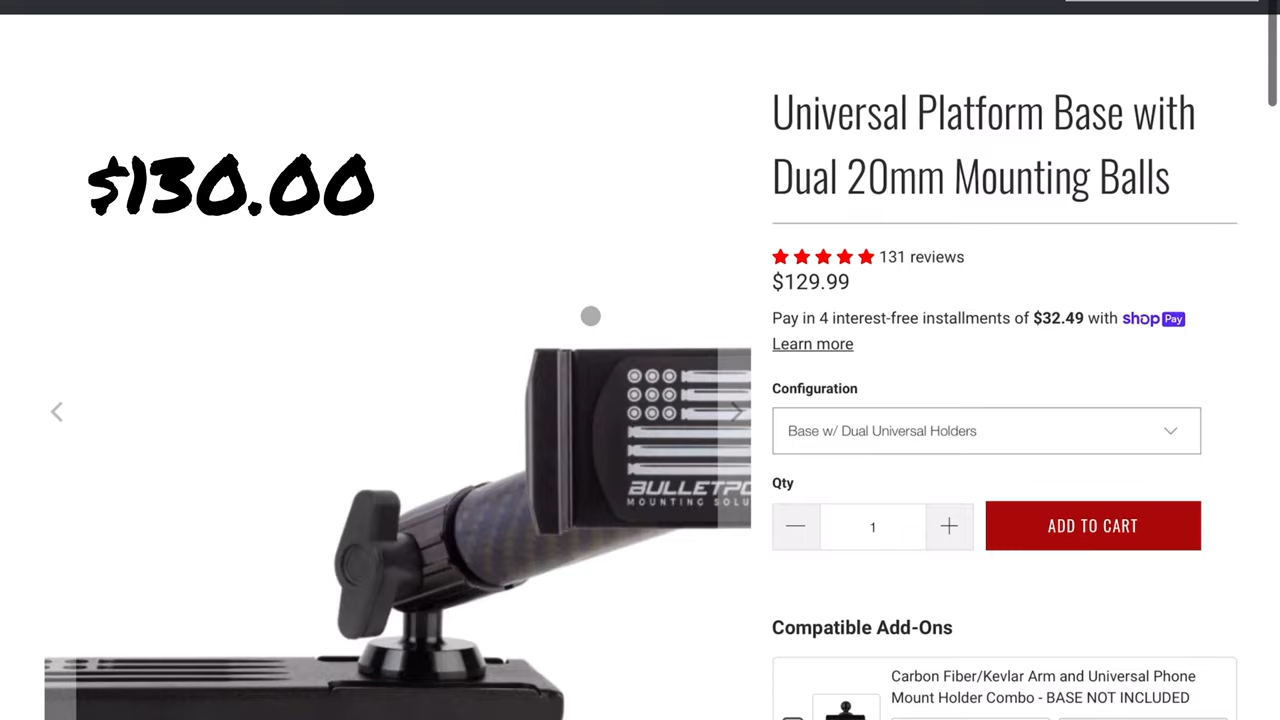 $130.00
Universal Platform Base with
Dual 20mm Mounting Balls
131 reviews
$129.99
Pay in 4 interest-free installments of $32.49 with shop Pay
Learn more
Configuration
Base w/ Dual Universal Holders
Qty
1
ADD TO CART
MOUNTING
Compatible Add-Ons
Carbon Fiber/Kevlar Arm and Universal Phone
Mount Holder Combo - BASE NOT INCLUDED